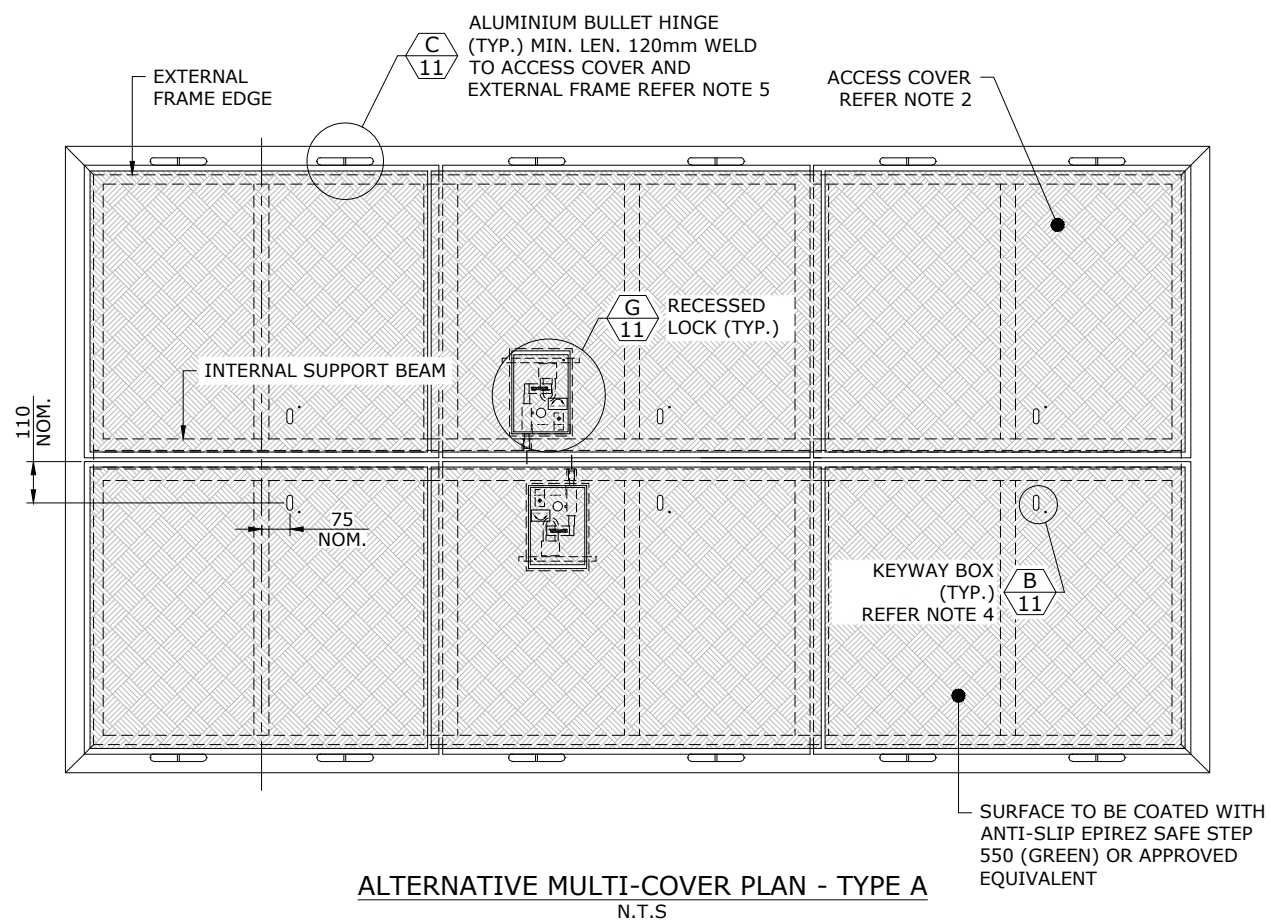 ALUMINIUM BULLET HINGE
(TYP.) MIN. LEN. 120mm WELD
TO ACCESS COVER AND
EXTERNAL FRAME REFER NOTE 5
C
11
EXTERNAL
FRAME EDGE
ACCESS COVER
REFER NOTE 2
G
11
RECESSED
LOCK (TYP.)
INTERNAL SUPPORT BEAM
110
NOM.
75
NOM.
KEYWAY BOX
(TYP.)
REFER NOTE 4
B
11
SURFACE TO BE COATED WITH
ANTI-SLIP EPIREZ SAFE STEP
550 (GREEN) OR APPROVED
EQUIVALENT
ALTERNATIVE MULTI-COVER PLAN - TYPE A
N.T.S